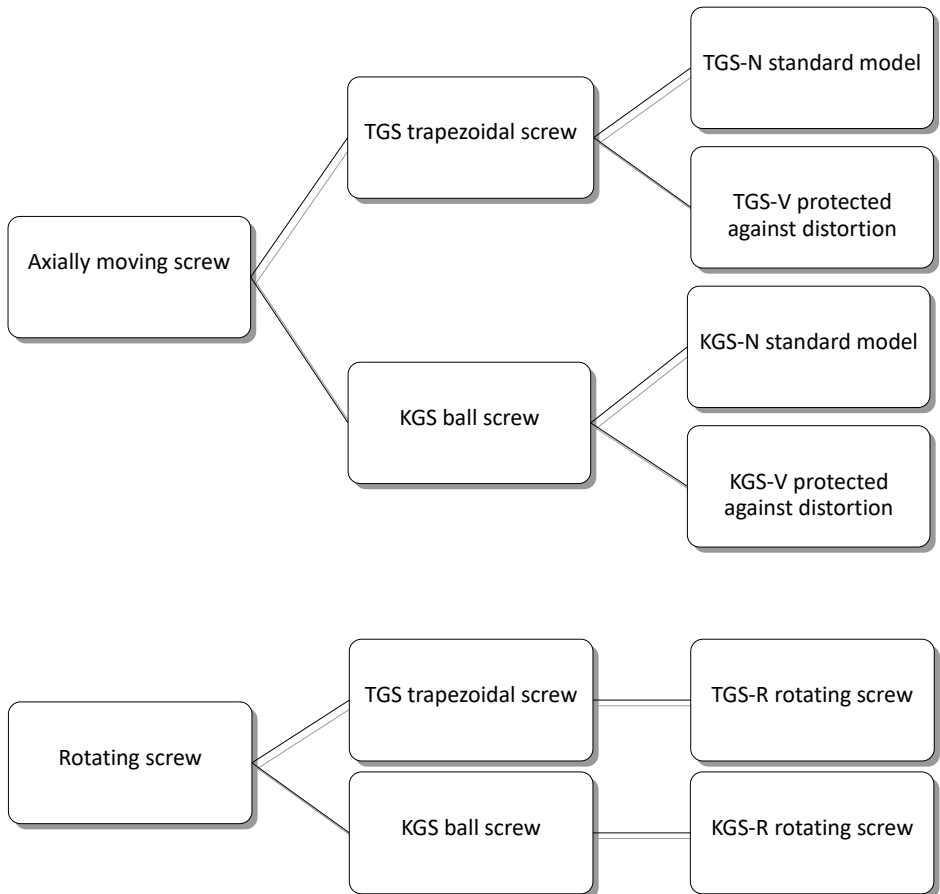 TGS-N standard model
TGS trapezoidal screw
TGS-V protected
against distortion
Axially moving screw
KGS-N standard model
KGS ball screw
KGS-V protected
against distortion
TGS trapezoidal screw
TGS-R rotating screw
Rotating screw
KGS ball screw
KGS-R rotating screw